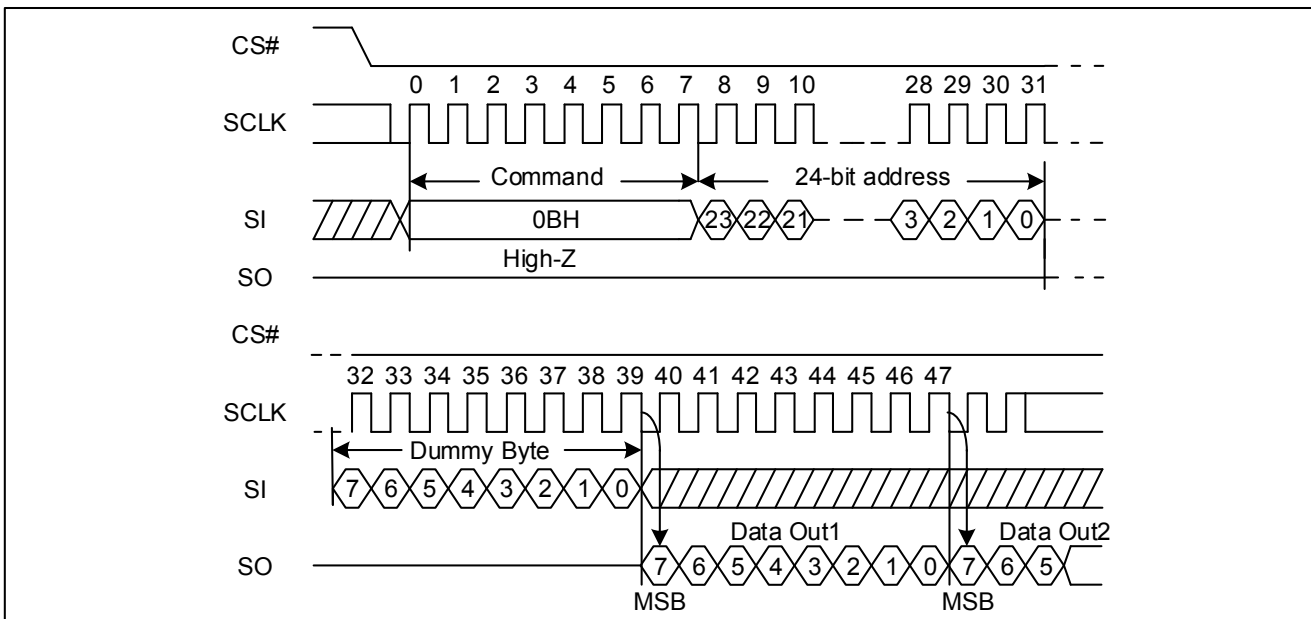 CS#
0 1 2 3 4 5 6 7 8 9 10 28 29 30 31
SCLK
Command 24-bit address
SI 0BH 23 22 21 3 2 1 0
High-Z
SO
CS#
32 33 34 35 36 37 38 39 40 41 42 43 44 45 46 47
SCLK
Dummy Byte
SI 7 6 5 4 3 2 1 0
Data Out1 Data Out2
SO 7 6 5 4 3 2 1 0 7 6 5
MSB MSB